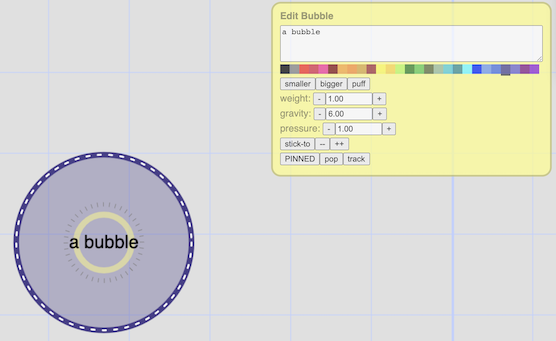 Edit Bubble
a bubble
smaller bigger puff
weight: - 1.00 +
gravity: - 6.00 +
pressure: - 1.00 +
stick-to -- ++
PINNED pop track
a bubble